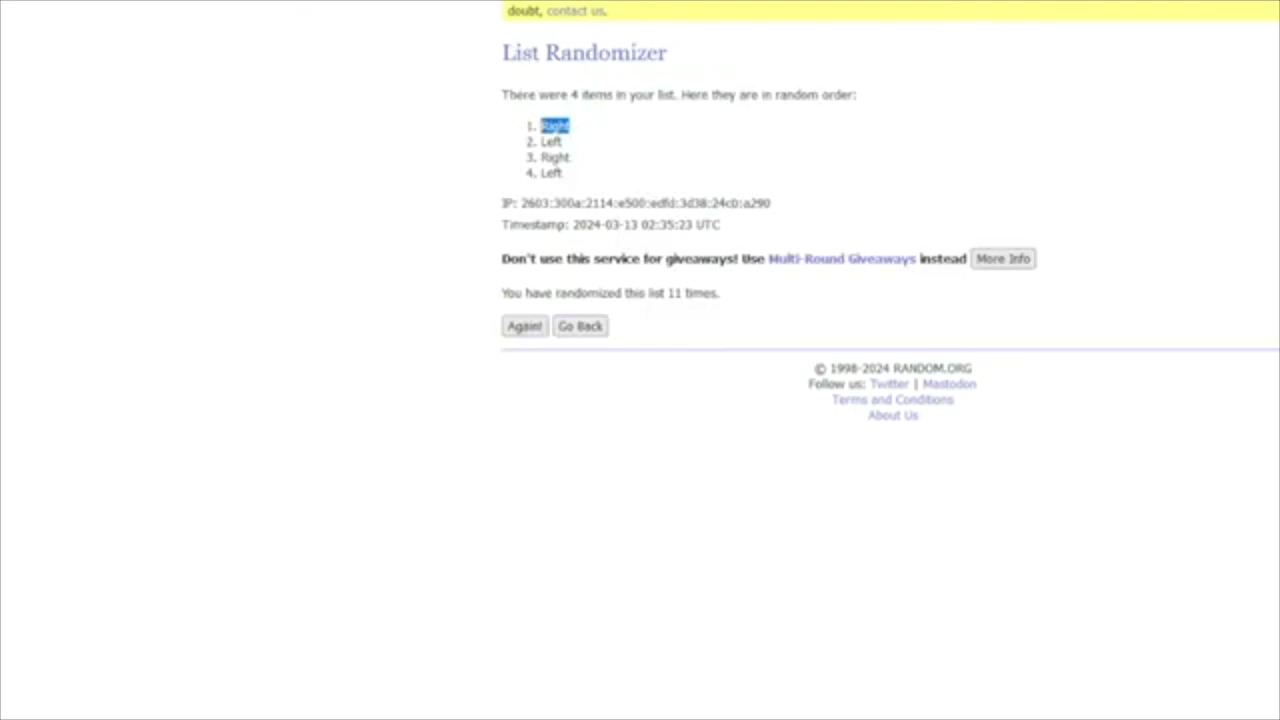 doubt, contact us.
List Randomizer
There were 4 items in your list. Here they are in random order:
1. Right
2. Left
3. Right
4. Left
IP: 2603:300a:2114:e500:edfd:3d38:24c0:a290
Timestamp: 2024-03-13 02:35:23 UTC
Don't use this service for giveaways! Use Multi-Round Giveaways instead More Info
You have randomized this list 11 times.
Again! Go Back
© 1998-2024 RANDOM.ORG
Follow us: Twitter | Mastodon
Terms and Conditions
About Us